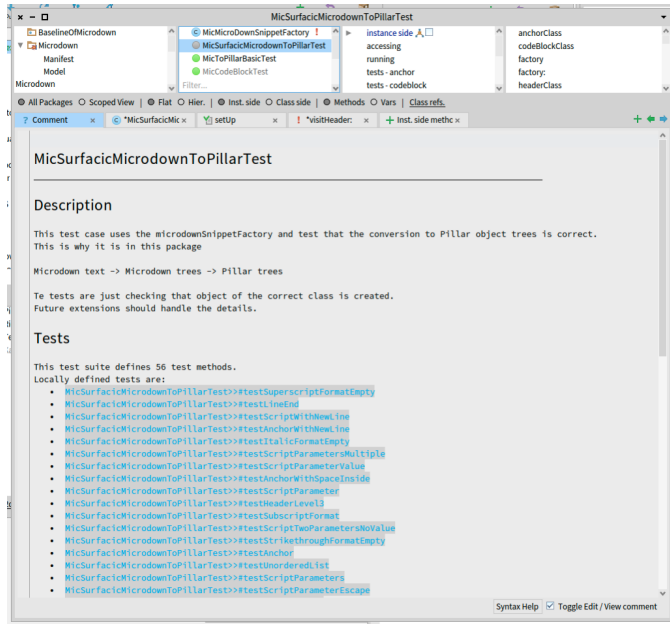 MicSurfacicMicrodownToPillarTest
BaselineOfMicrodown
Microdown
Manifest
Model
Microdown
MicMicroDownSnippetFactory !
MicSurfacicMicrodownToPillarTest
MicToPillarBasicTest
MicCodeBlockTest
Filter...
instance side
accessing
running
tests - anchor
tests - codeblock
anchorClass
codeBlockClass
factory
factory:
headerClass
All Packages Scoped View | Flat Hier. | Inst. side Class side | Methods Vars | Class refs.
? Comment × *MicSurfacicMic × setUp × ! *visitHeader: × Inst. side methc ×
MicSurfacicMicrodownToPillarTest
Description
This test case uses the microdownSnippetFactory and test that the conversion to Pillar object trees is correct.
This is why it is in this package
Microdown text -> Microdown trees -> Pillar trees
Te tests are just checking that object of the correct class is created.
Future extensions should handle the details.
Tests
This test suite defines 56 test methods.
Locally defined tests are:
• MicSurfacicMicrodownToPillarTest>>#testSuperscriptFormatEmpty
• MicSurfacicMicrodownToPillarTest>>#testLineEnd
• MicSurfacicMicrodownToPillarTest>>#testScriptWithNewLine
• MicSurfacicMicrodownToPillarTest>>#testAnchorWithNewLine
• MicSurfacicMicrodownToPillarTest>>#testItalicFormatEmpty
• MicSurfacicMicrodownToPillarTest>>#testScriptParametersMultiple
• MicSurfacicMicrodownToPillarTest>>#testScriptParameterValue
• MicSurfacicMicrodownToPillarTest>>#testAnchorWithSpaceInside
• MicSurfacicMicrodownToPillarTest>>#testScriptParameter
• MicSurfacicMicrodownToPillarTest>>#testHeaderLevel3
• MicSurfacicMicrodownToPillarTest>>#testSubscriptFormat
• MicSurfacicMicrodownToPillarTest>>#testScriptTwoParametersNoValue
• MicSurfacicMicrodownToPillarTest>>#testStrikethroughFormatEmpty
• MicSurfacicMicrodownToPillarTest>>#testAnchor
• MicSurfacicMicrodownToPillarTest>>#testUnorderedList
• MicSurfacicMicrodownToPillarTest>>#testScriptParameters
• MicSurfacicMicrodownToPillarTest>>#testScriptParameterEscape
Syntax Help Toggle Edit / View comment